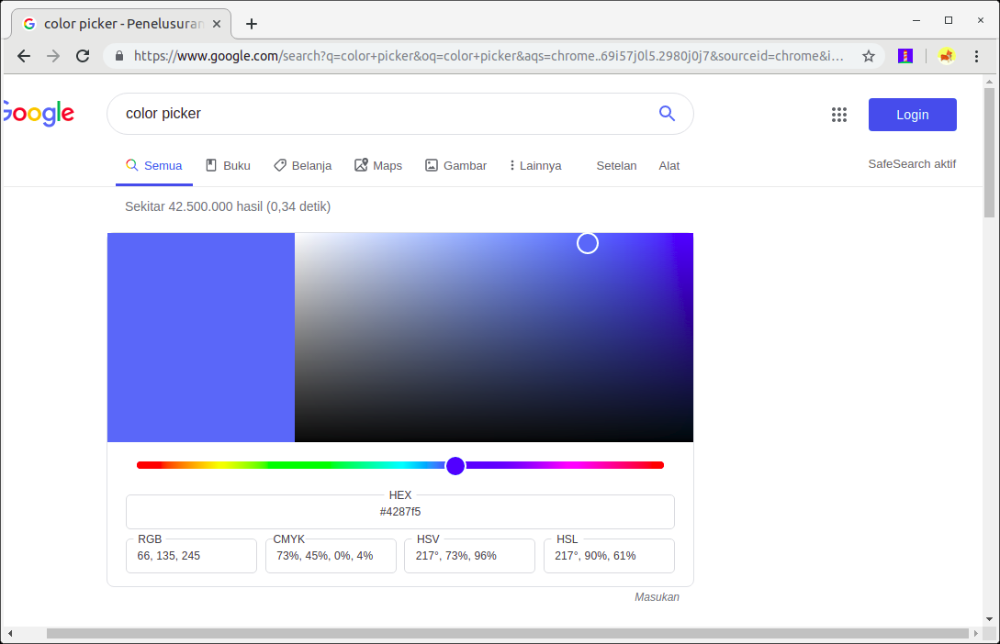 color picker - Penelusuran
https://www.google.com/search?q=color+picker&oq=color+picker&aqs=chrome..69i57j0l5.2980j0j7&sourceid=chrome&i...
Google
color picker
Login
Semua Buku Belanja Maps Gambar Lainnya Setelan Alat SafeSearch aktif
Sekitar 42.500.000 hasil (0,34 detik)
HEX
#4287f5
RGB CMYK HSV HSL
66, 135, 245 73%, 45%, 0%, 4% 217°, 73%, 96% 217°, 90%, 61%
Masukan